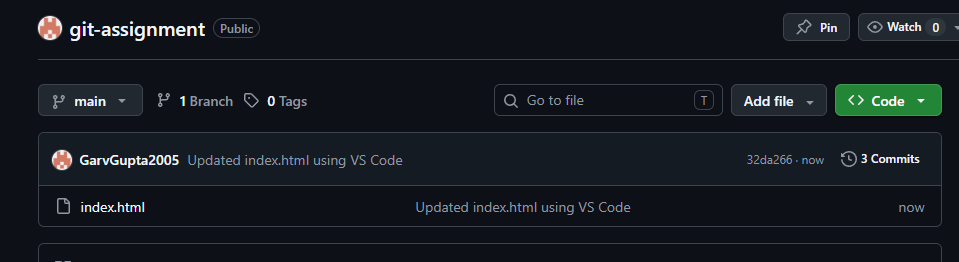 git-assignment Public Pin Watch 0
main 1 Branch 0 Tags Go to file T Add file Code
GarvGupta2005 Updated index.html using VS Code 32da266 · now 3 Commits
index.html Updated index.html using VS Code now